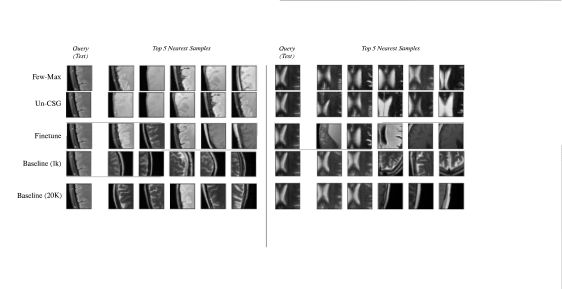 Query
(Test)
Top 5 Nearest Samples
Query
(Test)
Top 5 Nearest Samples
Few-Max
Un-CSG
Finetune
Baseline (1k)
Baseline (20K)